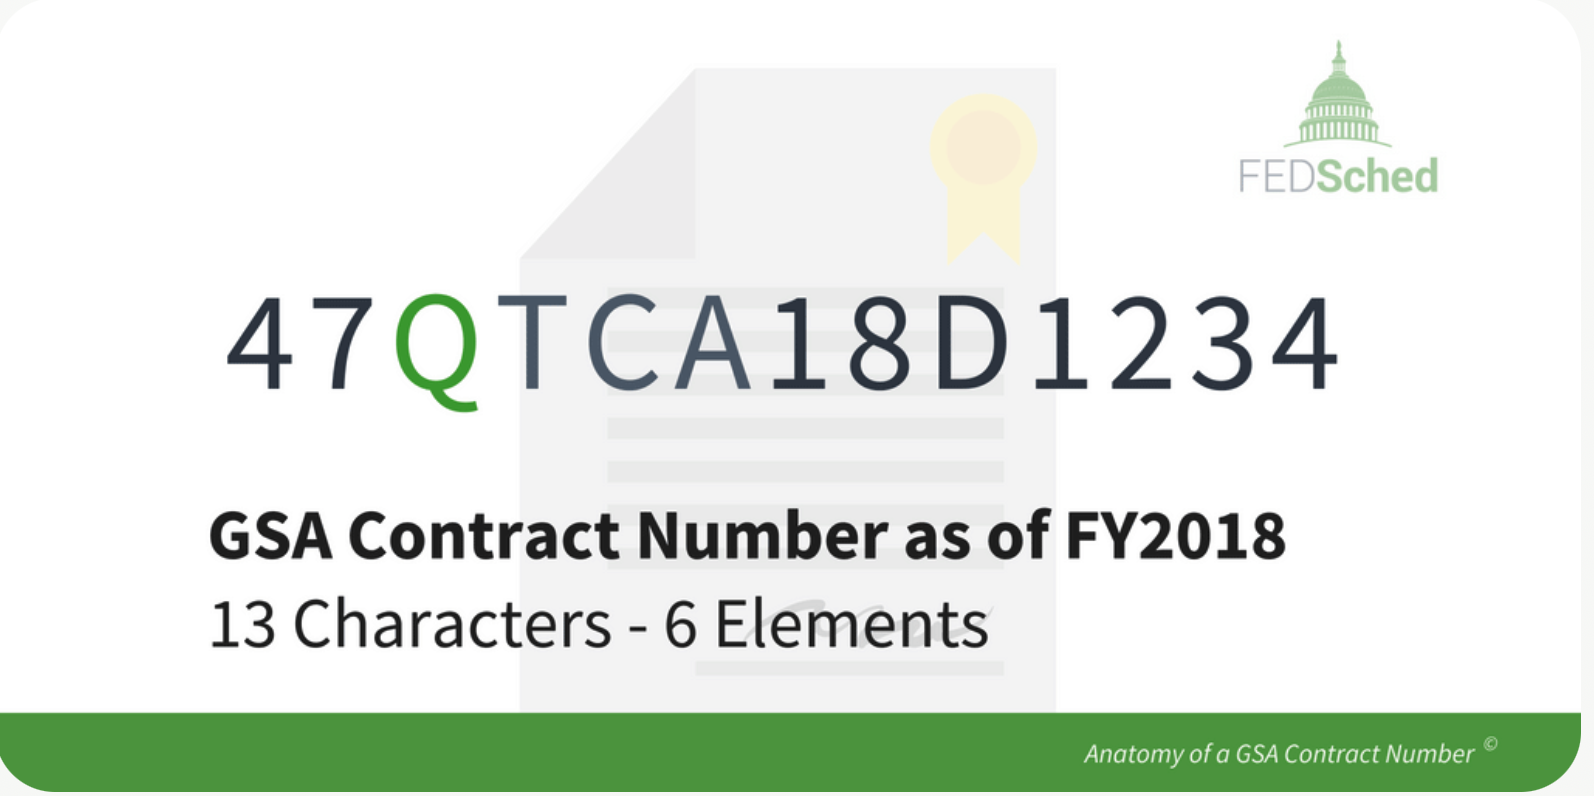 FEDSched
47QTCA18D1234
GSA Contract Number as of FY2018
13 Characters - 6 Elements
Anatomy of a GSA Contract Number ©